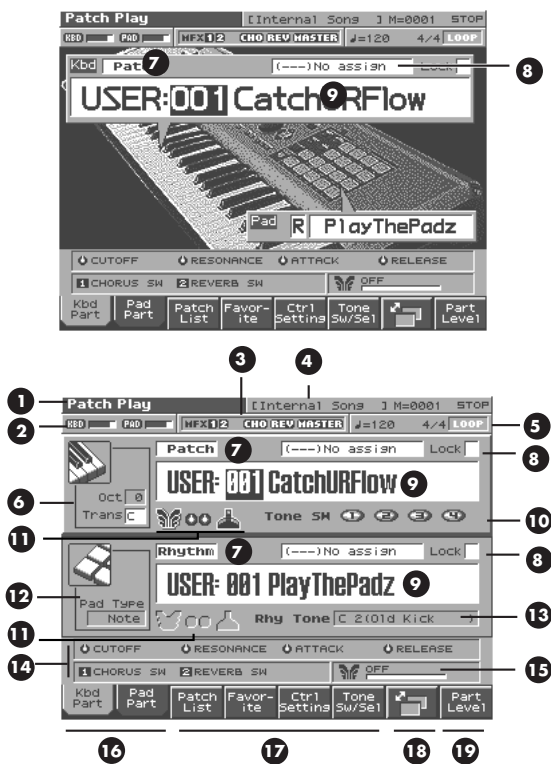 Patch Play [Internal Song ] M=0001 STOP
KBD PAD MFX 1 2 CHO REV MASTER ♩=120 4/4 LOOP
Kbd 7 (---)No assign Lock 8
USER:001 9
Pad R PlayThePadz
CUTOFF RESONANCE ATTACK RELEASE
1 CHORUS SW 2 REVERB SW OFF
Kbd Part Pad Part Patch List Favor-ite Ctrl Setting Tone Sw/Sel Part Level
3 4
1 Patch Play [Internal Song ] M=0001 STOP
2 KBD PAD MFX 1 2 CHO REV MASTER ♩=120 4/4 LOOP 5
Patch 7 (---)No assign Lock 8
USER: 001 CatchURFlow 9
6 Oct 0
Trans C
11 Tone SW 1 2 3 4 10
Rhythm 7 (---)No assign Lock 8
USER: 001 PlayThePadz 9
12 Pad Type
Note
11 Rhy Tone C 2(Old Kick ) 13
14 CUTOFF RESONANCE ATTACK RELEASE
1 CHORUS SW 2 REVERB SW OFF 15
Kbd Part Pad Part Patch List Favor-ite Ctrl Setting Tone Sw/Sel Part Level
16 17 18 19